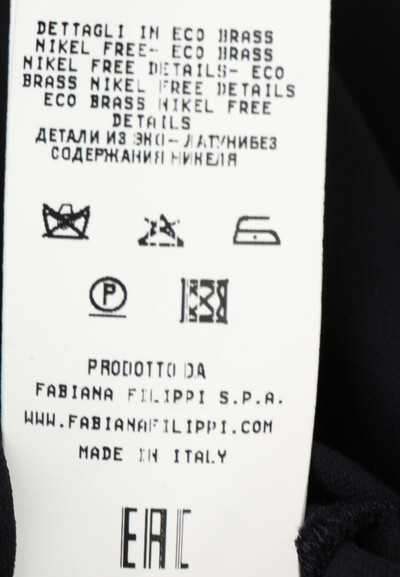 DETTAGLI IN ECO BRASS
NIKEL FREE- ECO BRASS
NIKEL FREE DETAILS- ECO
BRASS NIKEL FREE DETAILS
ECO BRASS NIKEL FREE
DETAILS
ДЕТАЛИ ИЗ ЭКО-ЛАТУНИБЕЗ
СОДЕРЖАНИЯ НИКЕЛЯ
P
PRODOTTO DA
FABIANA FILIPPI S.P.A.
WWW.FABIANAFILIPPI.COM
MADE IN ITALY
EAC